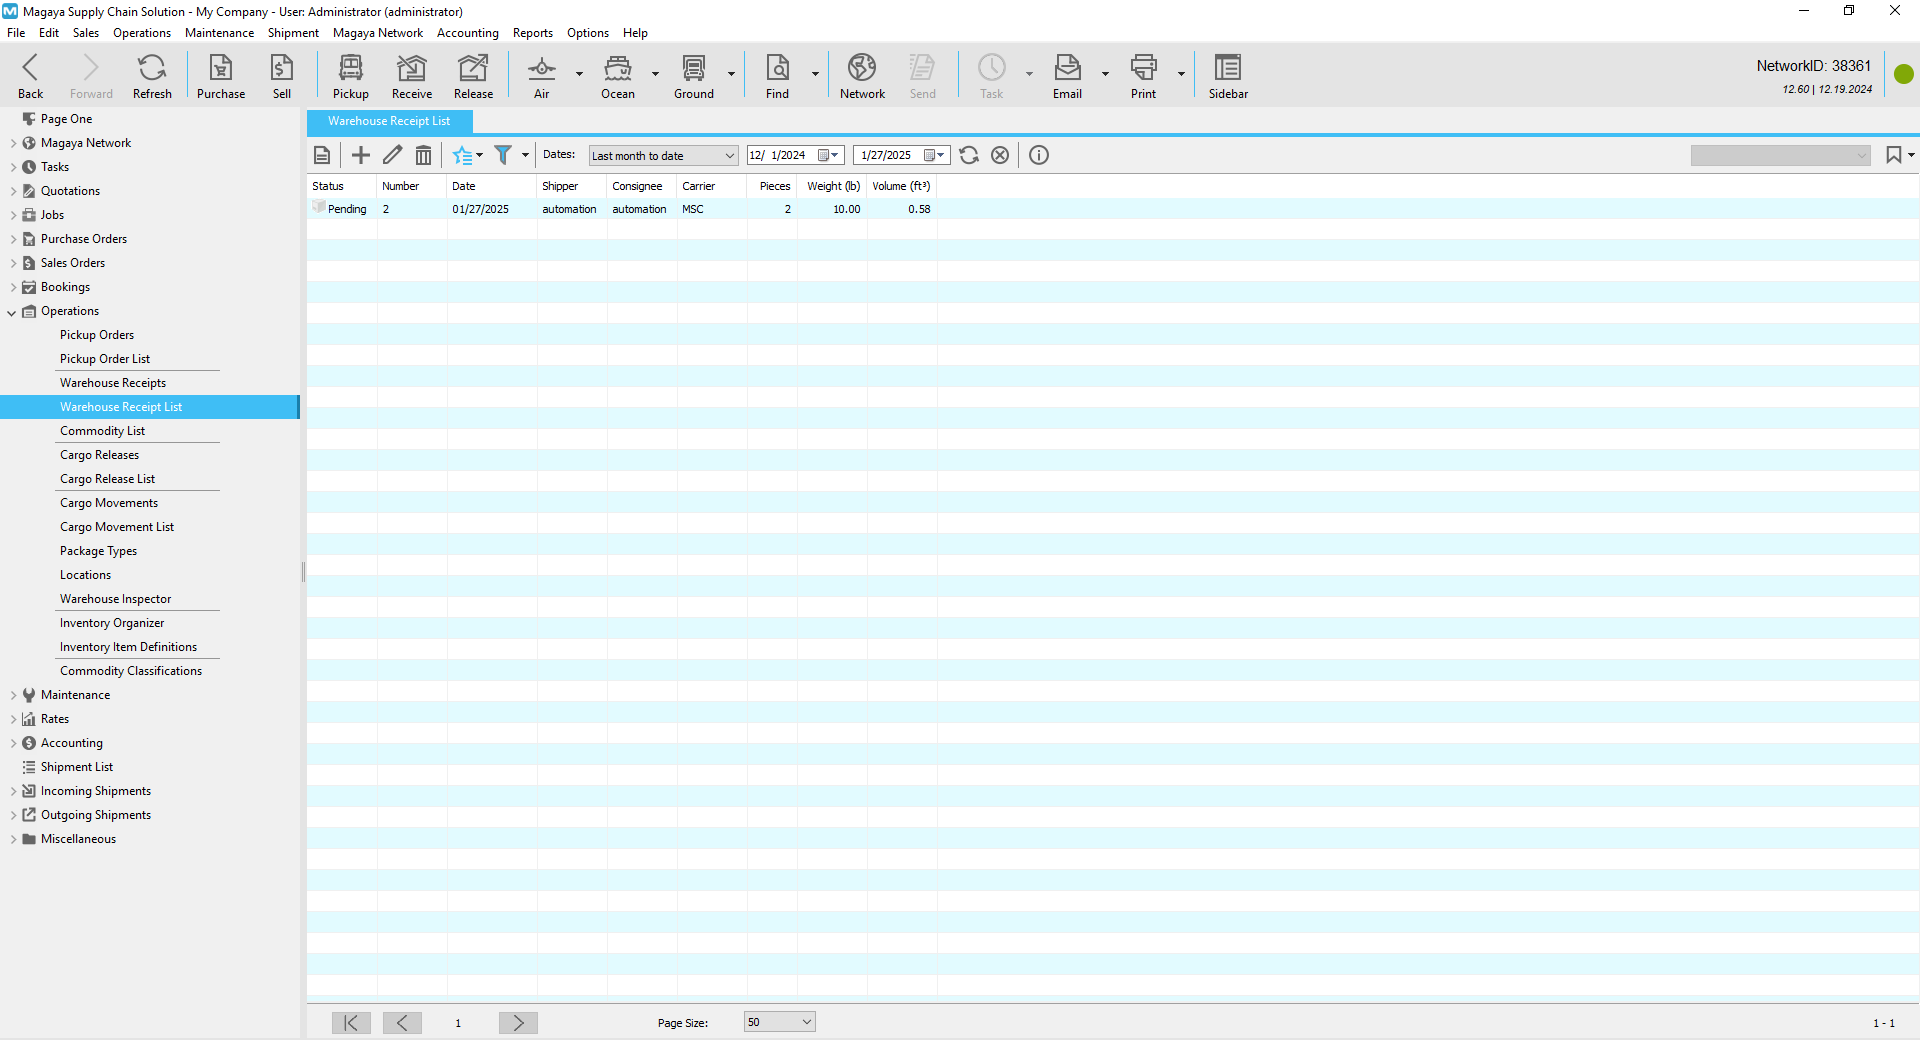 Magaya Supply Chain Solution - My Company - User: Administrator (administrator)
File Edit Sales Operations Maintenance Shipment Magaya Network Accounting Reports Options Help
Back Forward Refresh Purchase Sell Pickup Receive Release Air Ocean Ground Find Network Send Task Email Print Sidebar
NetworkID: 38361
12.60 | 12.19.2024
Page One
Magaya Network
Tasks
Quotations
Jobs
Purchase Orders
Sales Orders
Bookings
Operations
Pickup Orders
Pickup Order List
Warehouse Receipts
Warehouse Receipt List
Commodity List
Cargo Releases
Cargo Release List
Cargo Movements
Cargo Movement List
Package Types
Locations
Warehouse Inspector
Inventory Organizer
Inventory Item Definitions
Commodity Classifications
Maintenance
Rates
Accounting
Shipment List
Incoming Shipments
Outgoing Shipments
Miscellaneous
Warehouse Receipt List
Dates: Last month to date 12/ 1/2024 1/27/2025
Status Number Date Shipper Consignee Carrier Pieces Weight (lb) Volume (ft³)
Pending 2 01/27/2025 automation automation MSC 2 10.00 0.58
1 Page Size: 50 1 - 1